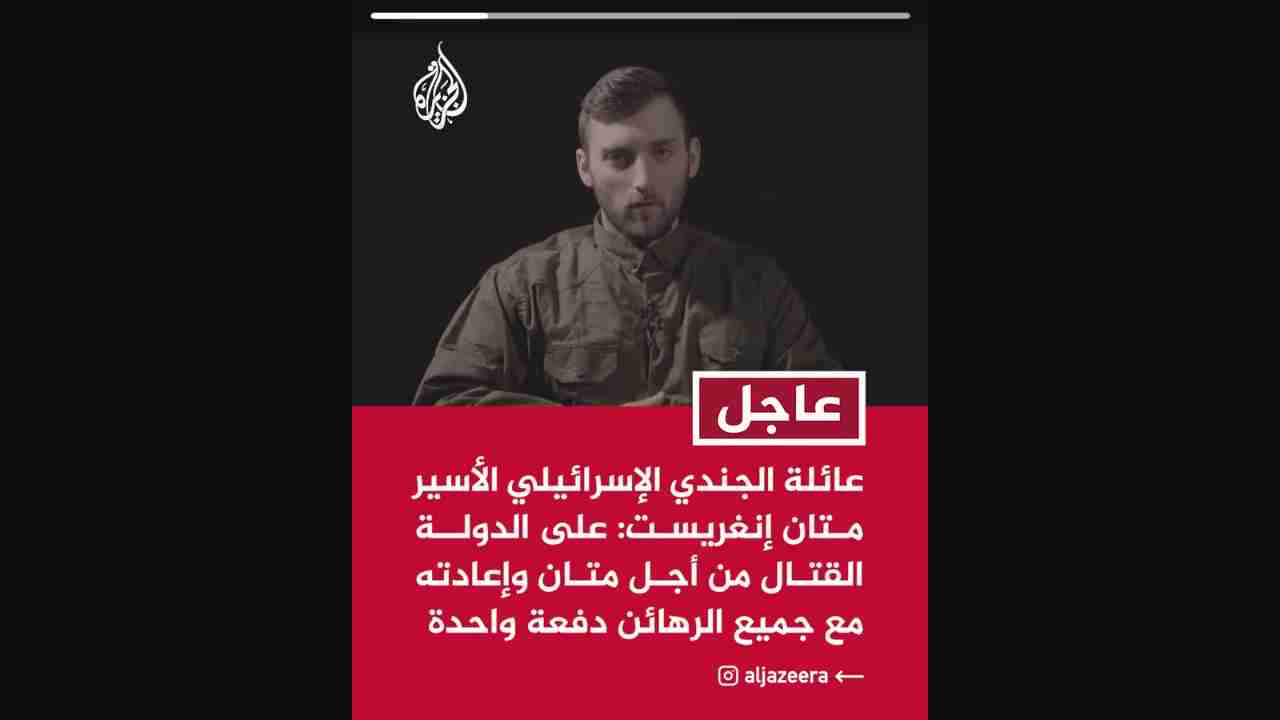 الجزيرة
عاجل
عائلة الجندي الإسرائيلي الأسير
متان إنغريست: على الدولة
القتال من أجل متان وإعادته
مع جميع الرهائن دفعة واحدة
aljazeera